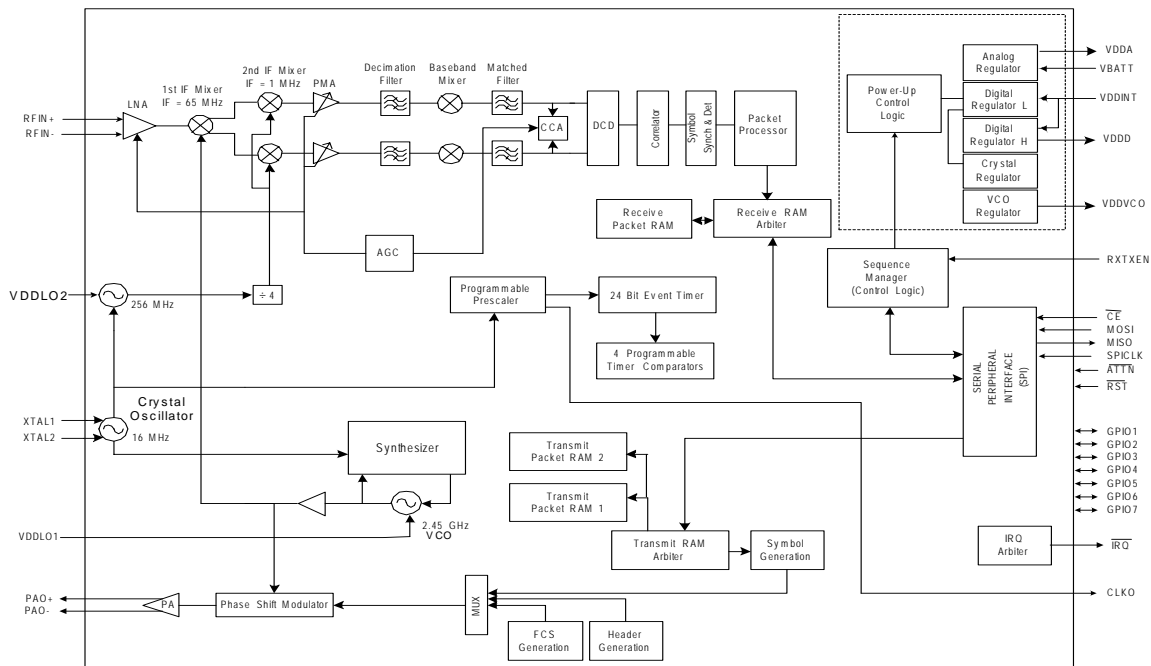 RFIN+
RFIN-
LNA
1st IF Mixer
IF = 65 MHz
2nd IF Mixer
IF = 1 MHz
PMA
Decimation
Filter
Baseband
Mixer
Matched
Filter
CCA
DCD
Correlator
Symbol
Synch & Det
Packet
Processor
Power-Up
Control
Logic
Analog
Regulator
Digital
Regulator L
Digital
Regulator H
Crystal
Regulator
VCO
Regulator
VDDA
VBATT
VDDINT
VDDD
VDDVCO
Receive
Packet RAM
Receive RAM
Arbiter
AGC
Sequence
Manager
(Control Logic)
RXTXEN
VDDLO2
256 MHz
÷ 4
Programmable
Prescaler
24 Bit Event Timer
4 Programmable
Timer Comparators
SERIAL
PERIPHERAL
INTERFACE
(SPI)
CE
MOSI
MISO
SPICLK
ATTN
RST
Crystal
Oscillator
XTAL1
XTAL2
16 MHz
Synthesizer
2.45 GHz
VCO
VDDLO1
Transmit
Packet RAM 2
Transmit
Packet RAM 1
Transmit RAM
Arbiter
Symbol
Generation
GPIO1
GPIO2
GPIO3
GPIO4
GPIO5
GPIO6
GPIO7
IRQ
Arbiter
IRQ
CLKO
PAO+
PAO-
PA
Phase Shift Modulator
MUX
FCS
Generation
Header
Generation